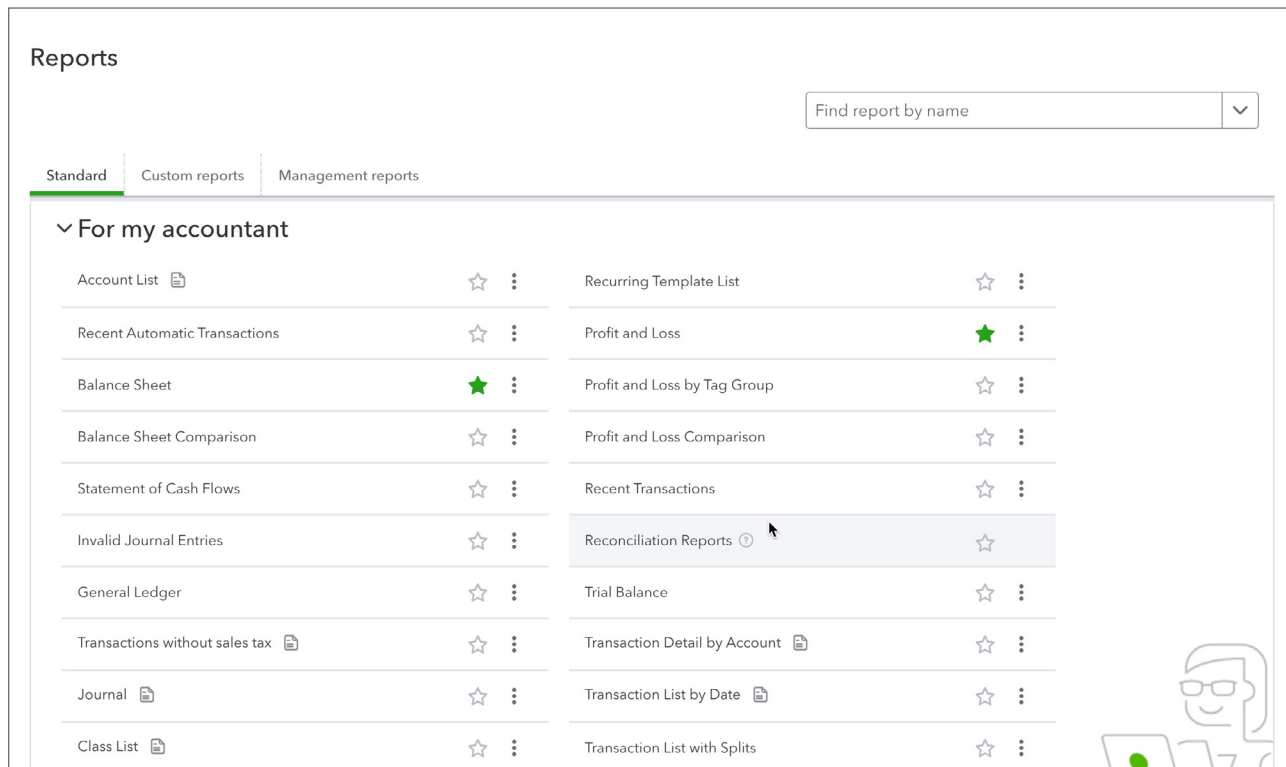 Reports
Find report by name
Standard
Custom reports
Management reports
For my accountant
Account List
Recurring Template List
Recent Automatic Transactions
Profit and Loss
Balance Sheet
Profit and Loss by Tag Group
Balance Sheet Comparison
Profit and Loss Comparison
Statement of Cash Flows
Recent Transactions
Invalid Journal Entries
Reconciliation Reports ?
General Ledger
Trial Balance
Transactions without sales tax
Transaction Detail by Account
Journal
Transaction List by Date
Class List
Transaction List with Splits